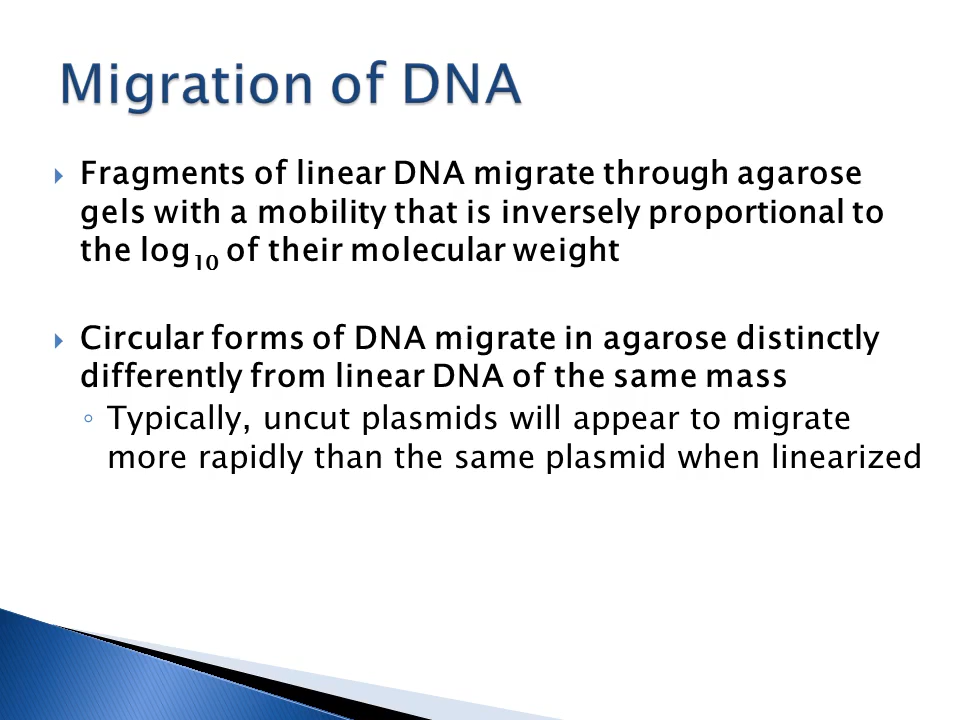 Migration of DNA
Fragments of linear DNA migrate through agarose
gels with a mobility that is inversely proportional to
the log10 of their molecular weight
Circular forms of DNA migrate in agarose distinctly
differently from linear DNA of the same mass
Typically, uncut plasmids will appear to migrate
more rapidly than the same plasmid when linearized